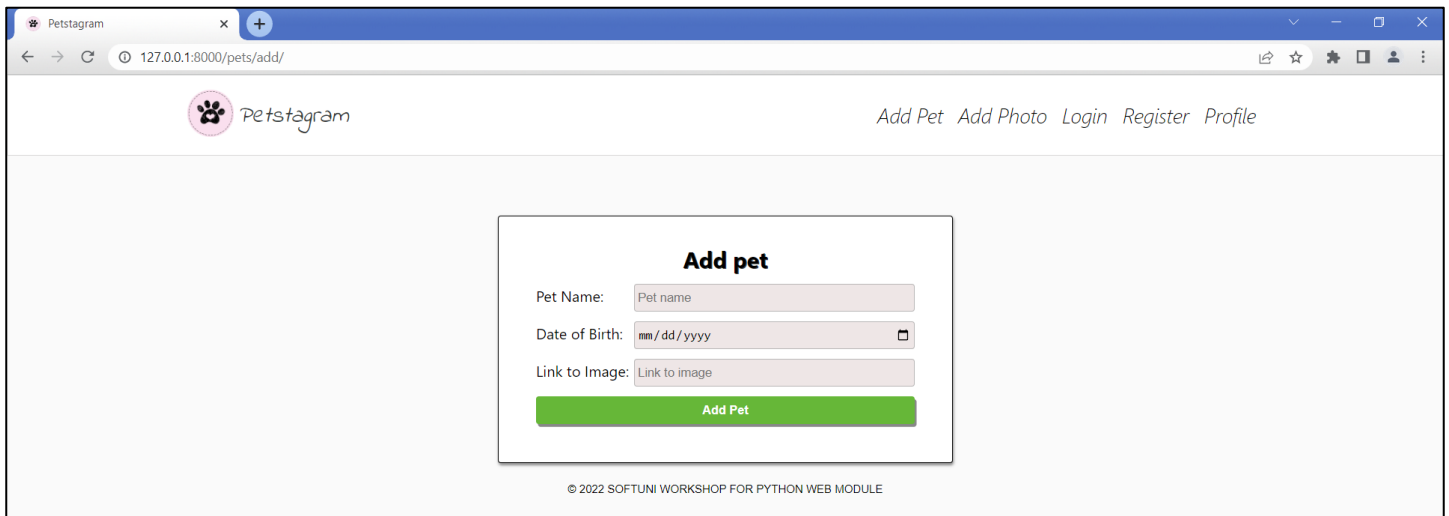 Petstagram
127.0.0.1:8000/pets/add/
Petstagram
Add Pet Add Photo Login Register Profile
Add pet
Pet Name: Pet name
Date of Birth: mm/dd/yyyy
Link to Image: Link to image
Add Pet
© 2022 SOFTUNI WORKSHOP FOR PYTHON WEB MODULE